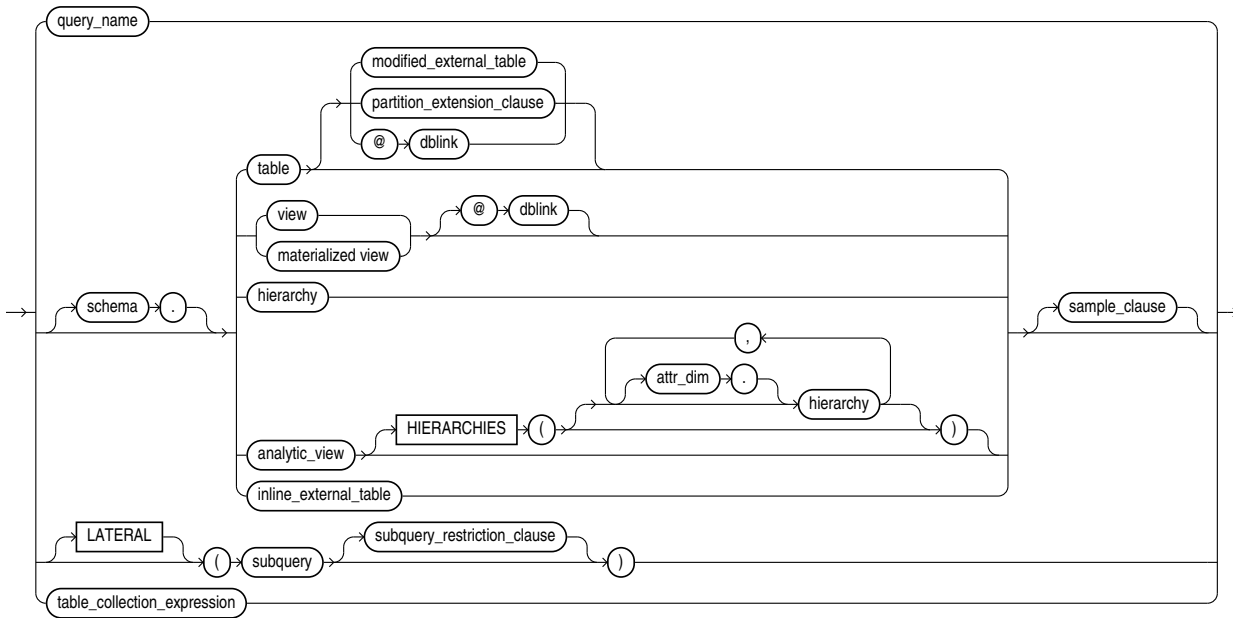 query_name
modified_external_table
partition_extension_clause
@ dblink
table
view
@ dblink
materialized view
hierarchy
schema .
sample_clause
,
attr_dim .
hierarchy
HIERARCHIES ( )
analytic_view
inline_external_table
LATERAL
subquery_restriction_clause
( subquery )
table_collection_expression